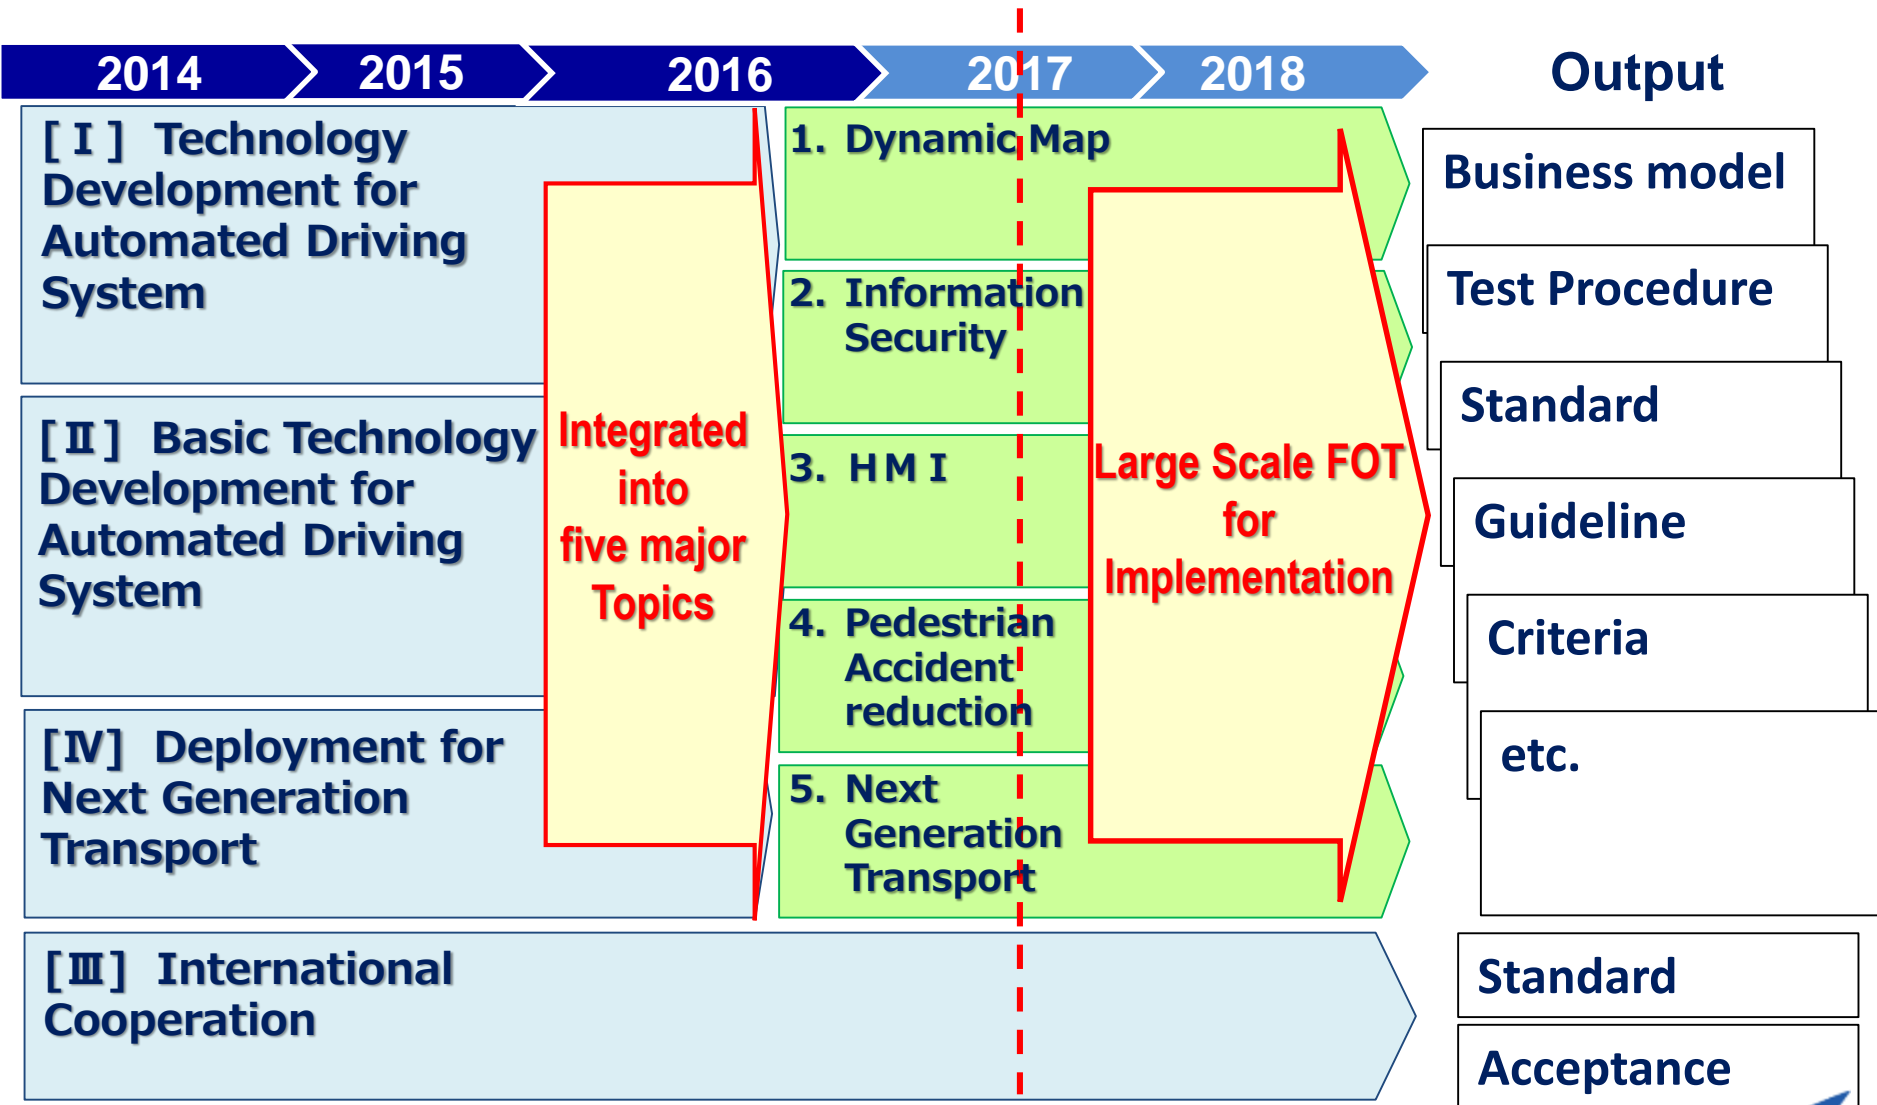 2014 2015 2016 2017 2018 Output
[Ⅰ] Technology
Development for
Automated Driving
System
[Ⅱ] Basic Technology
Development for
Automated Driving
System
[Ⅳ] Deployment for
Next Generation
Transport
[Ⅲ] International
Cooperation
Integrated
into
five major
Topics
1. Dynamic Map
2. Information
Security
3. HMI
4. Pedestrian
Accident
reduction
5. Next
Generation
Transport
Large Scale FOT
for
Implementation
Business model
Test Procedure
Standard
Guideline
Criteria
etc.
Standard
Acceptance